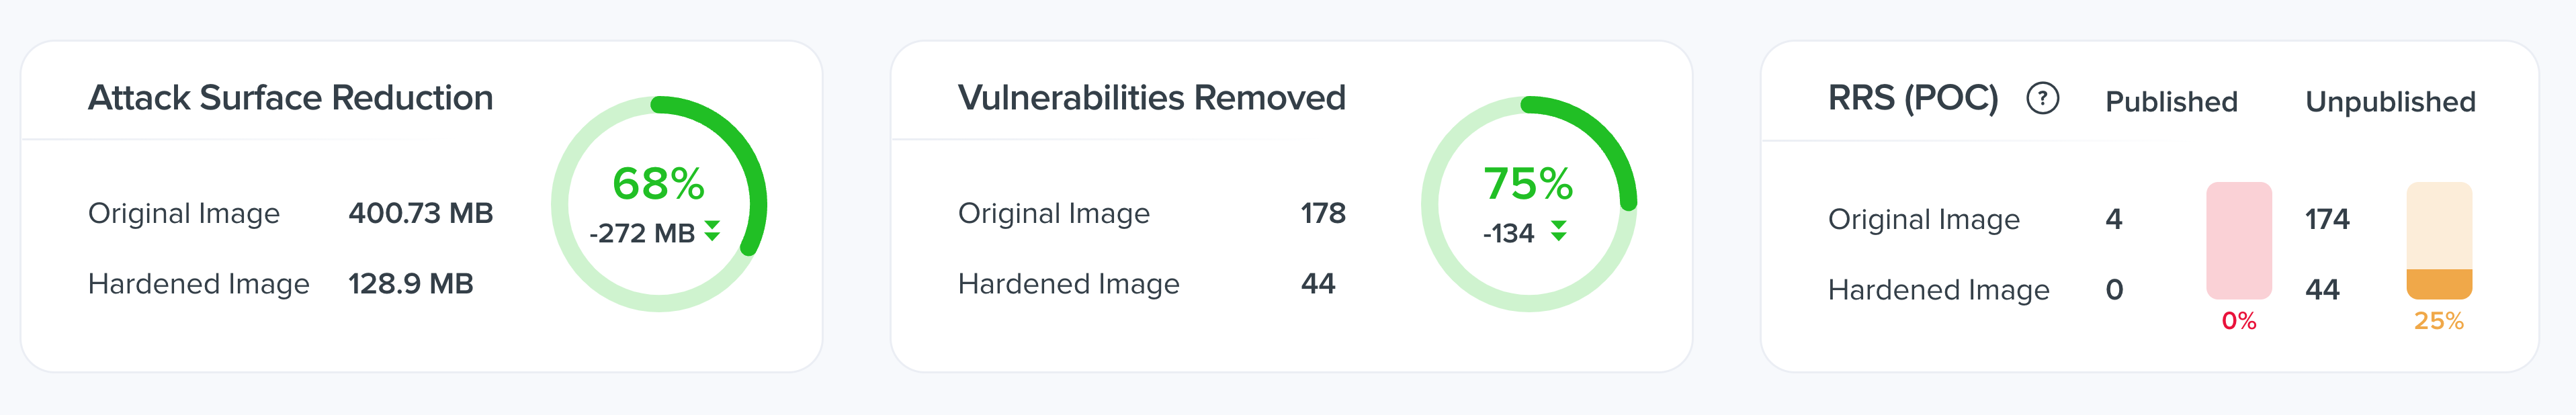 Attack Surface Reduction
Original Image 400.73 MB
Hardened Image 128.9 MB
68%
-272 MB
Vulnerabilities Removed
Original Image 178
Hardened Image 44
75%
-134
RRS (POC) ? Published Unpublished
Original Image 4 174
Hardened Image 0 44
0% 25%